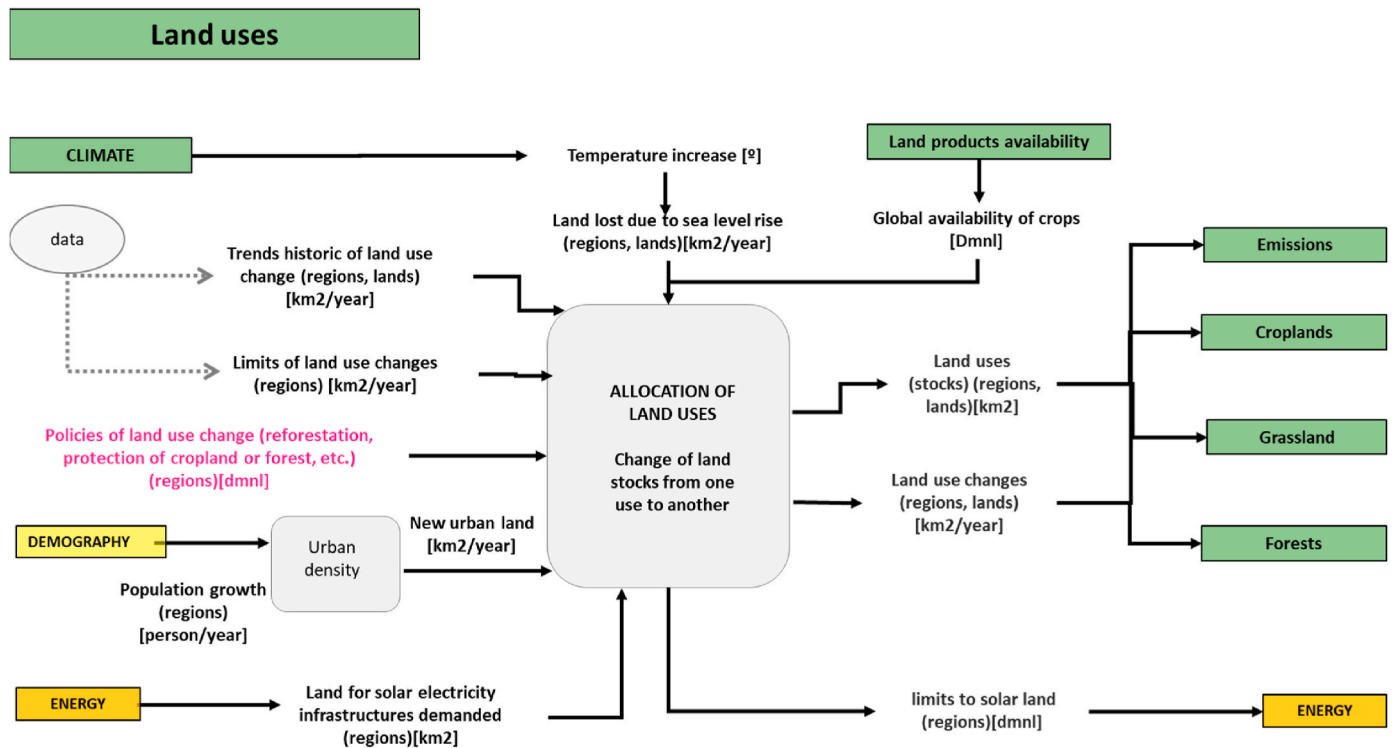 Land uses
CLIMATE
Temperature increase [º]
Land products availability
data
Land lost due to sea level rise
(regions, lands)[km2/year]
Global availability of crops
[Dmnl]
Trends historic of land use
change (regions, lands)
[km2/year]
Limits of land use changes
(regions) [km2/year]
Policies of land use change (reforestation,
protection of cropland or forest, etc.)
(regions)[dmnl]
DEMOGRAPHY
Population growth
(regions)
[person/year]
Urban
density
New urban land
[km2/year]
ENERGY
Land for solar electricity
infrastructures demanded
(regions)[km2]
ALLOCATION OF
LAND USES
Change of land
stocks from one
use to another
Land uses
(stocks) (regions,
lands)[km2]
Land use changes
(regions, lands)
[km2/year]
limits to solar land
(regions)[dmnl]
Emissions
Croplands
Grassland
Forests
ENERGY